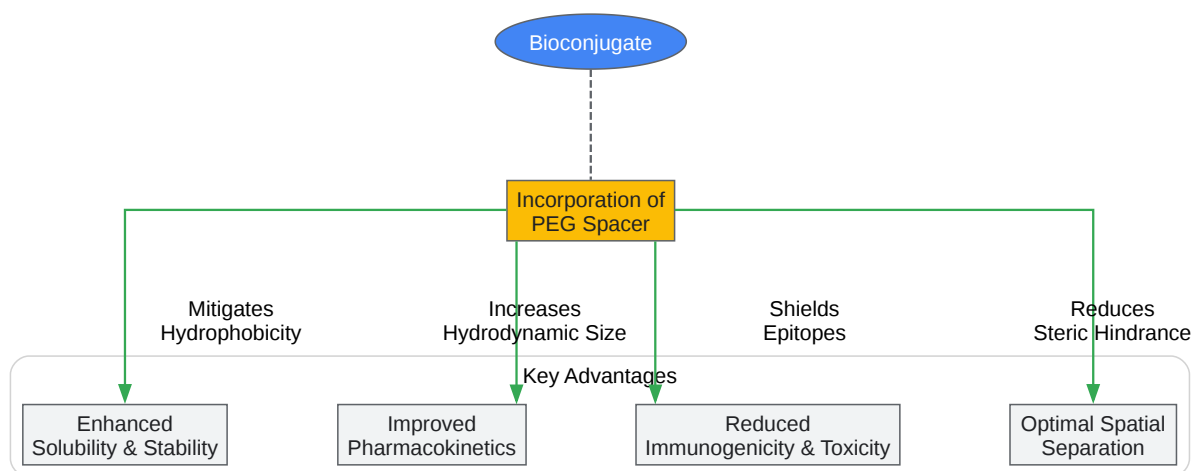 Bioconjugate
Incorporation of
PEG Spacer
Mitigates
Hydrophobicity
Increases
Hydrodynamic Size
Shields
Epitopes
Reduces
Steric Hindrance
Key Advantages
Enhanced
Solubility & Stability
Improved
Pharmacokinetics
Reduced
Immunogenicity & Toxicity
Optimal Spatial
Separation